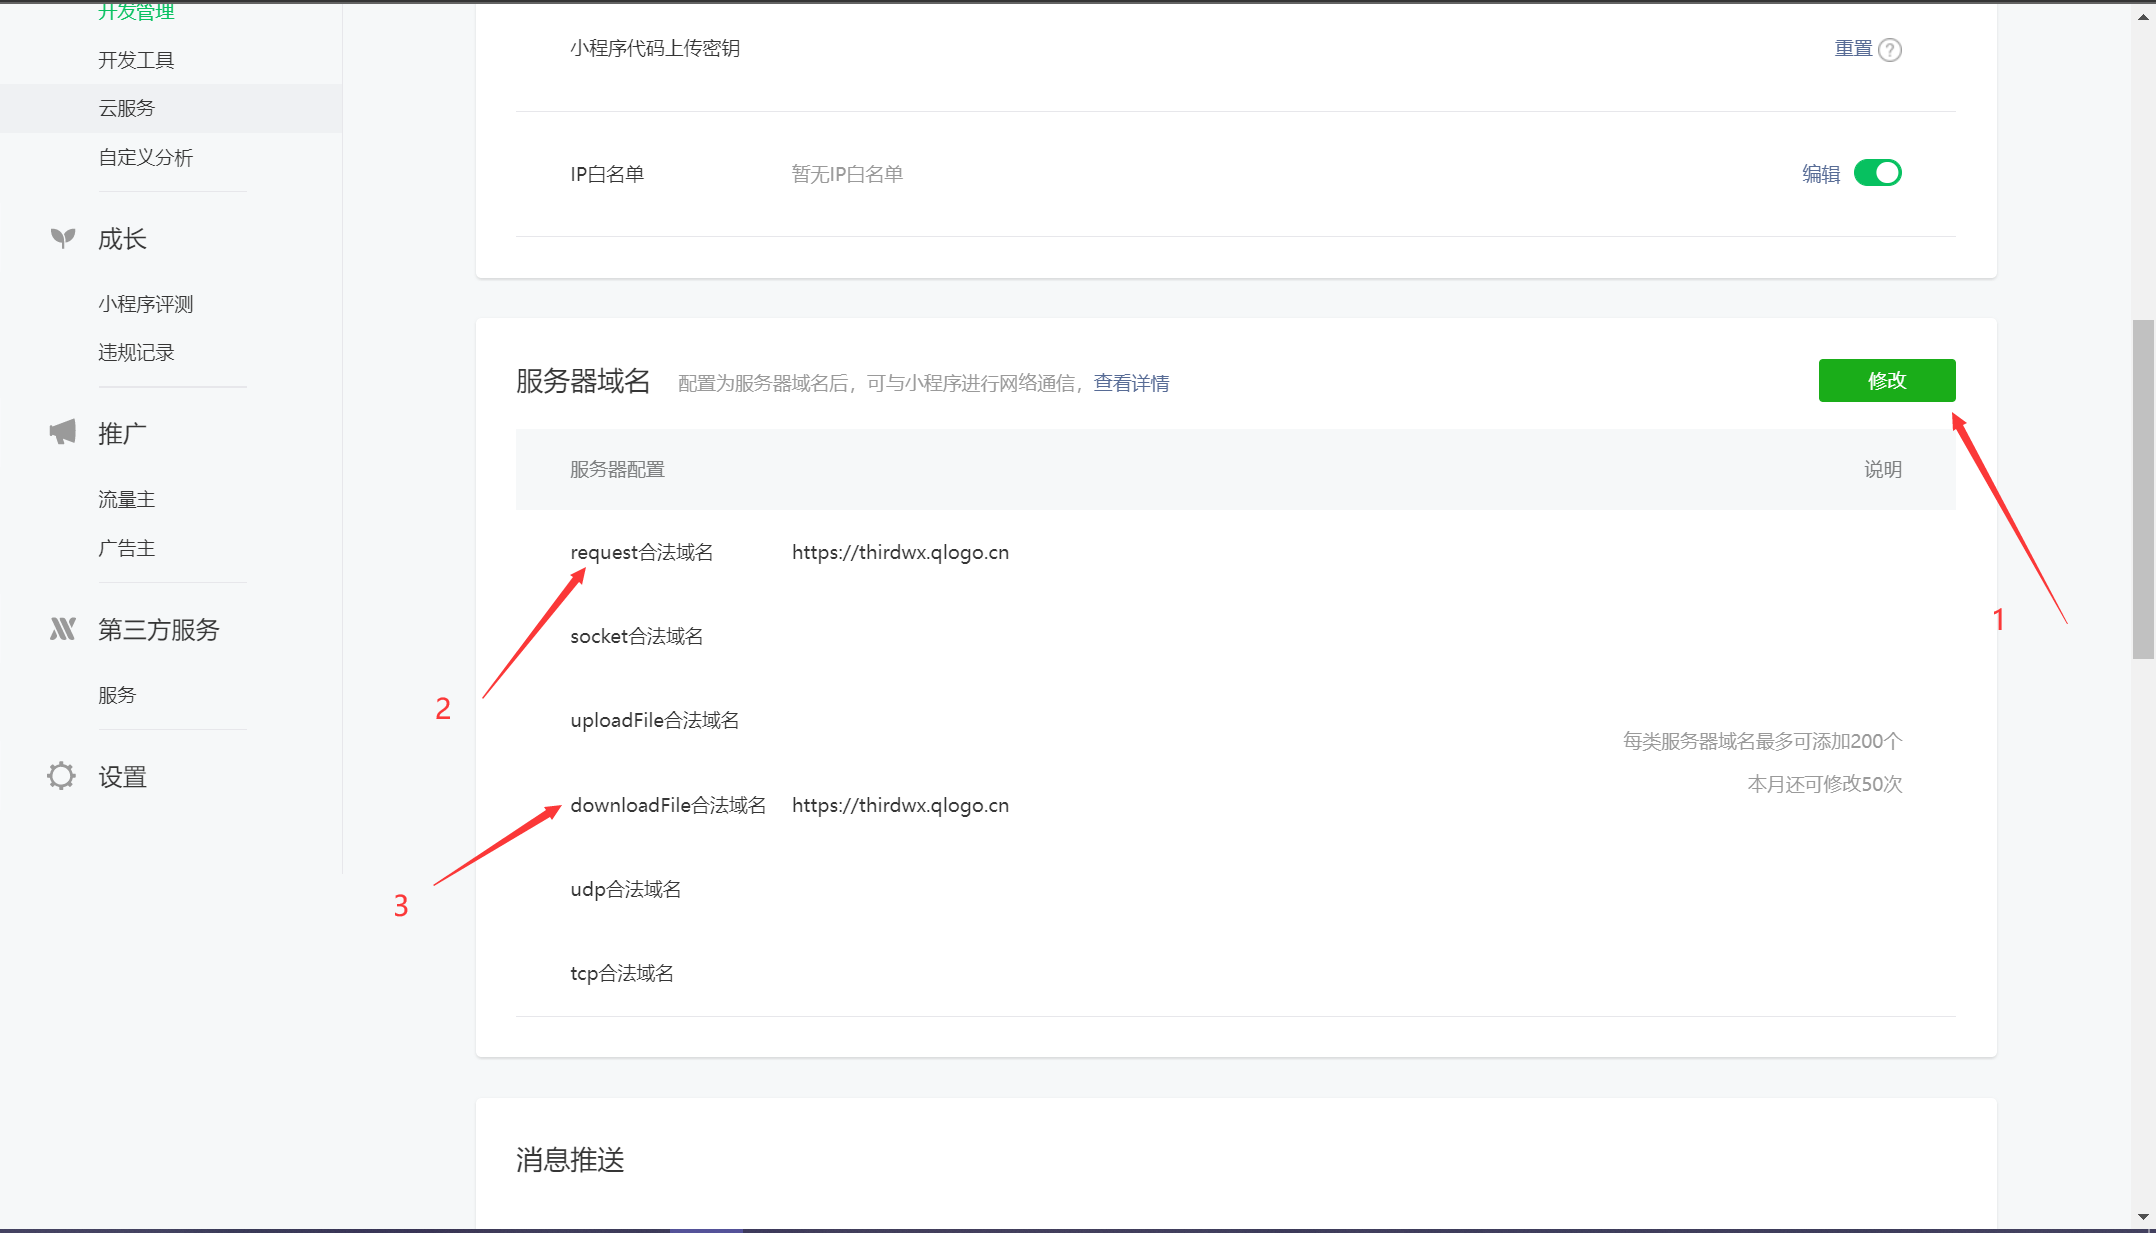 开发管理
开发工具
云服务
自定义分析
成长
小程序评测
违规记录
推广
流量主
广告主
第三方服务
服务
设置
小程序代码上传密钥
重置 ?
IP白名单 暂无IP白名单 编辑
服务器域名 配置为服务器域名后，可与小程序进行网络通信，查看详情 修改
服务器配置 说明
request合法域名 https://thirdwx.qlogo.cn
socket合法域名
uploadFile合法域名
downloadFile合法域名 https://thirdwx.qlogo.cn
udp合法域名
tcp合法域名
每类服务器域名最多可添加200个
本月还可修改50次
1
2
3
消息推送